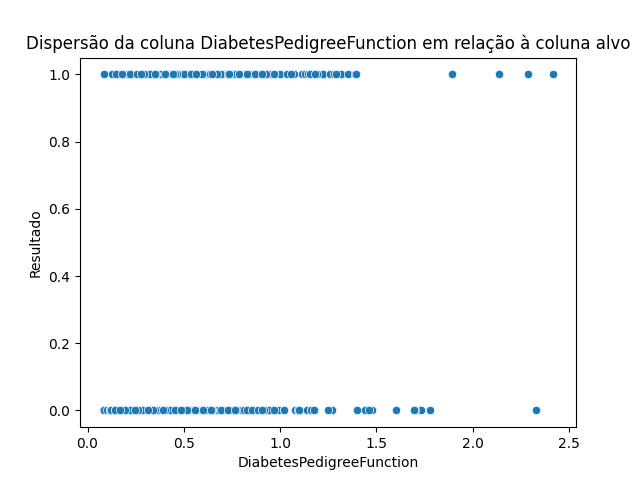 Dispersão da coluna DiabetesPedigreeFunction em relação à coluna alvo
1.0
0.8
0.6
0.4
0.2
0.0
Resultado
0.0 0.5 1.0 1.5 2.0 2.5
DiabetesPedigreeFunction